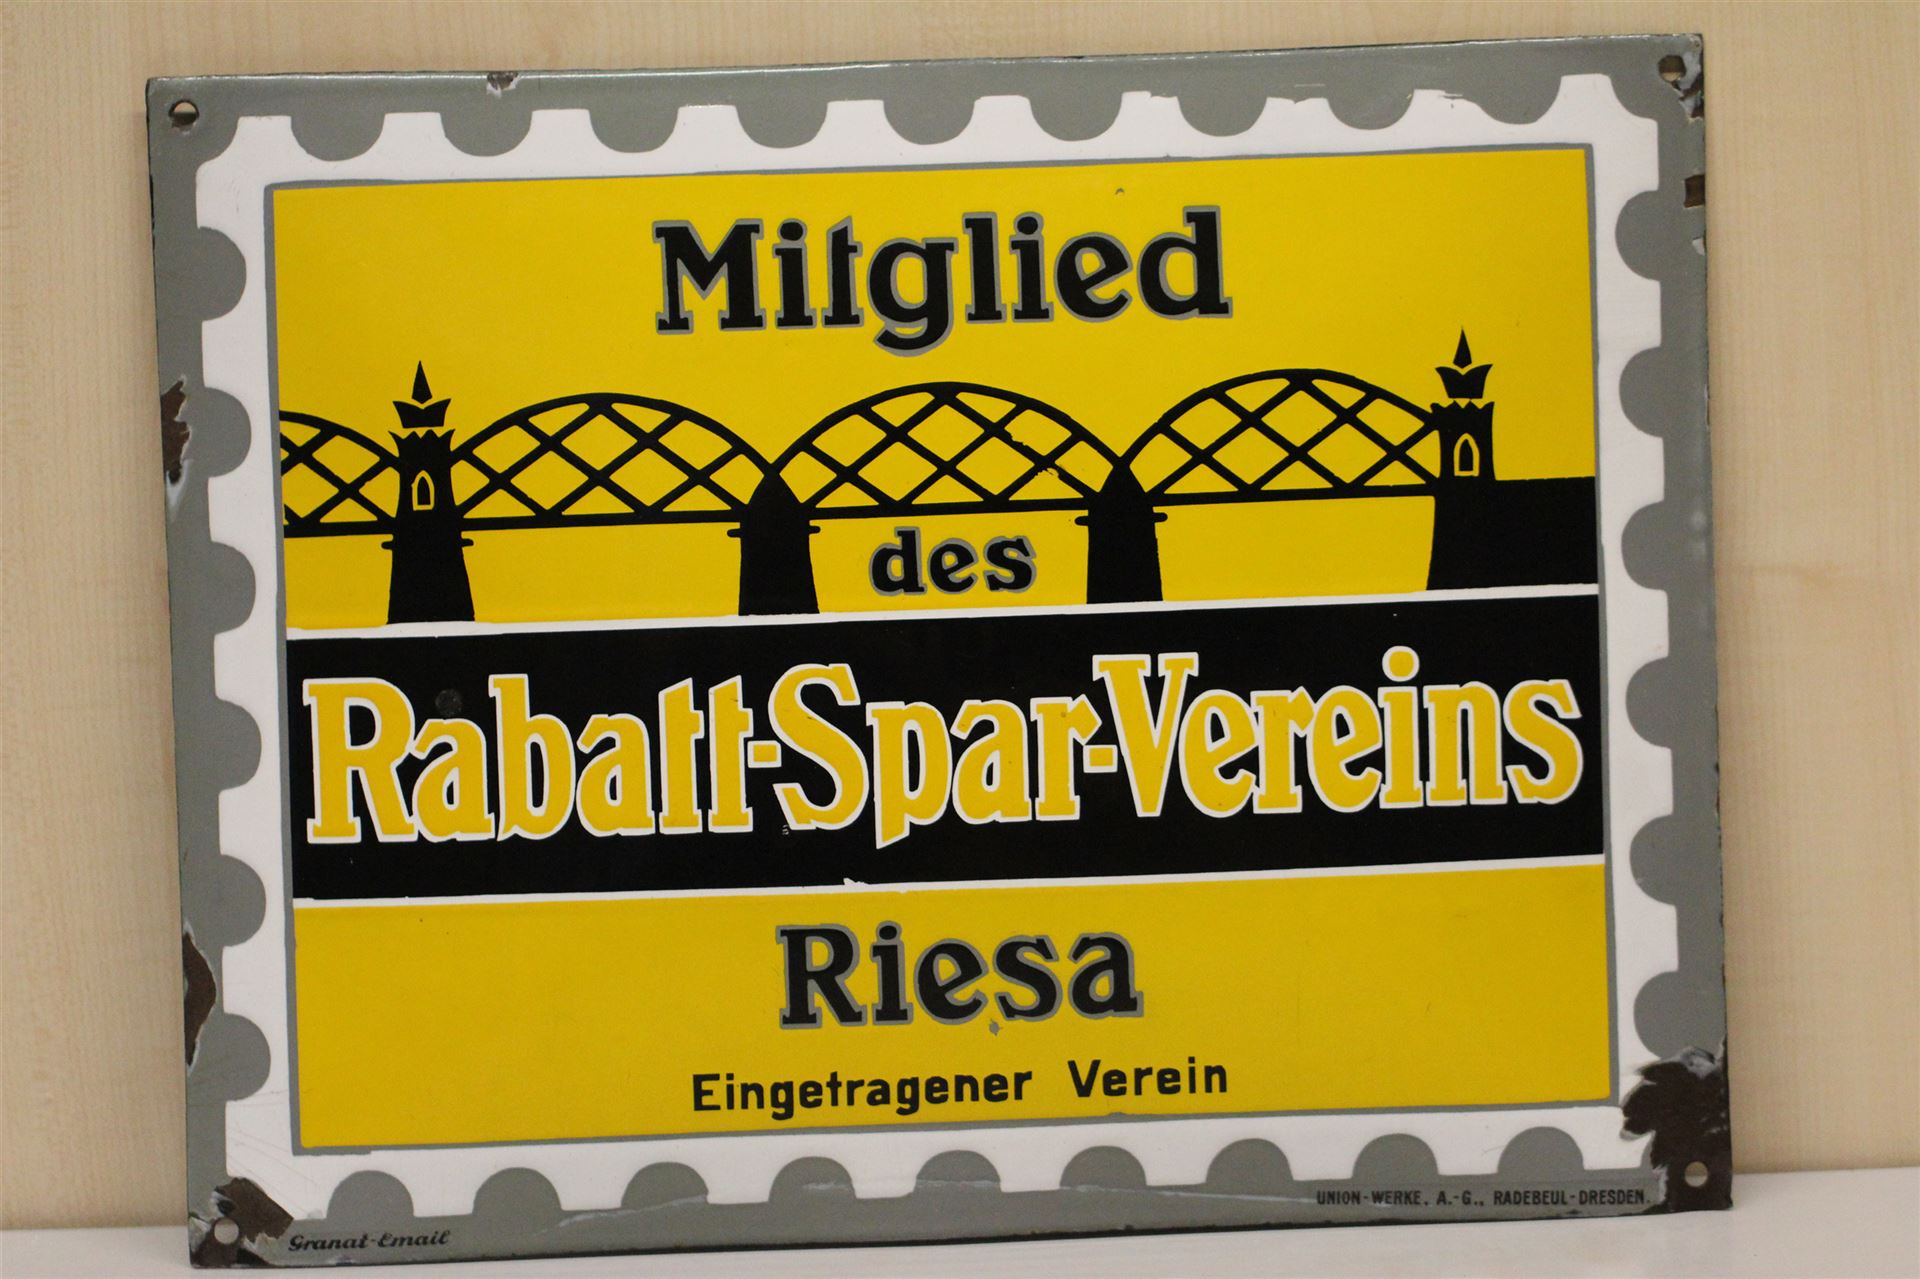 Mitglied
des
Rabatt-Spar-Vereins
Riesa
Eingetragener Verein
UNION-WERKE. A.-G., RADEBEUL-DRESDEN.
Granat-Email